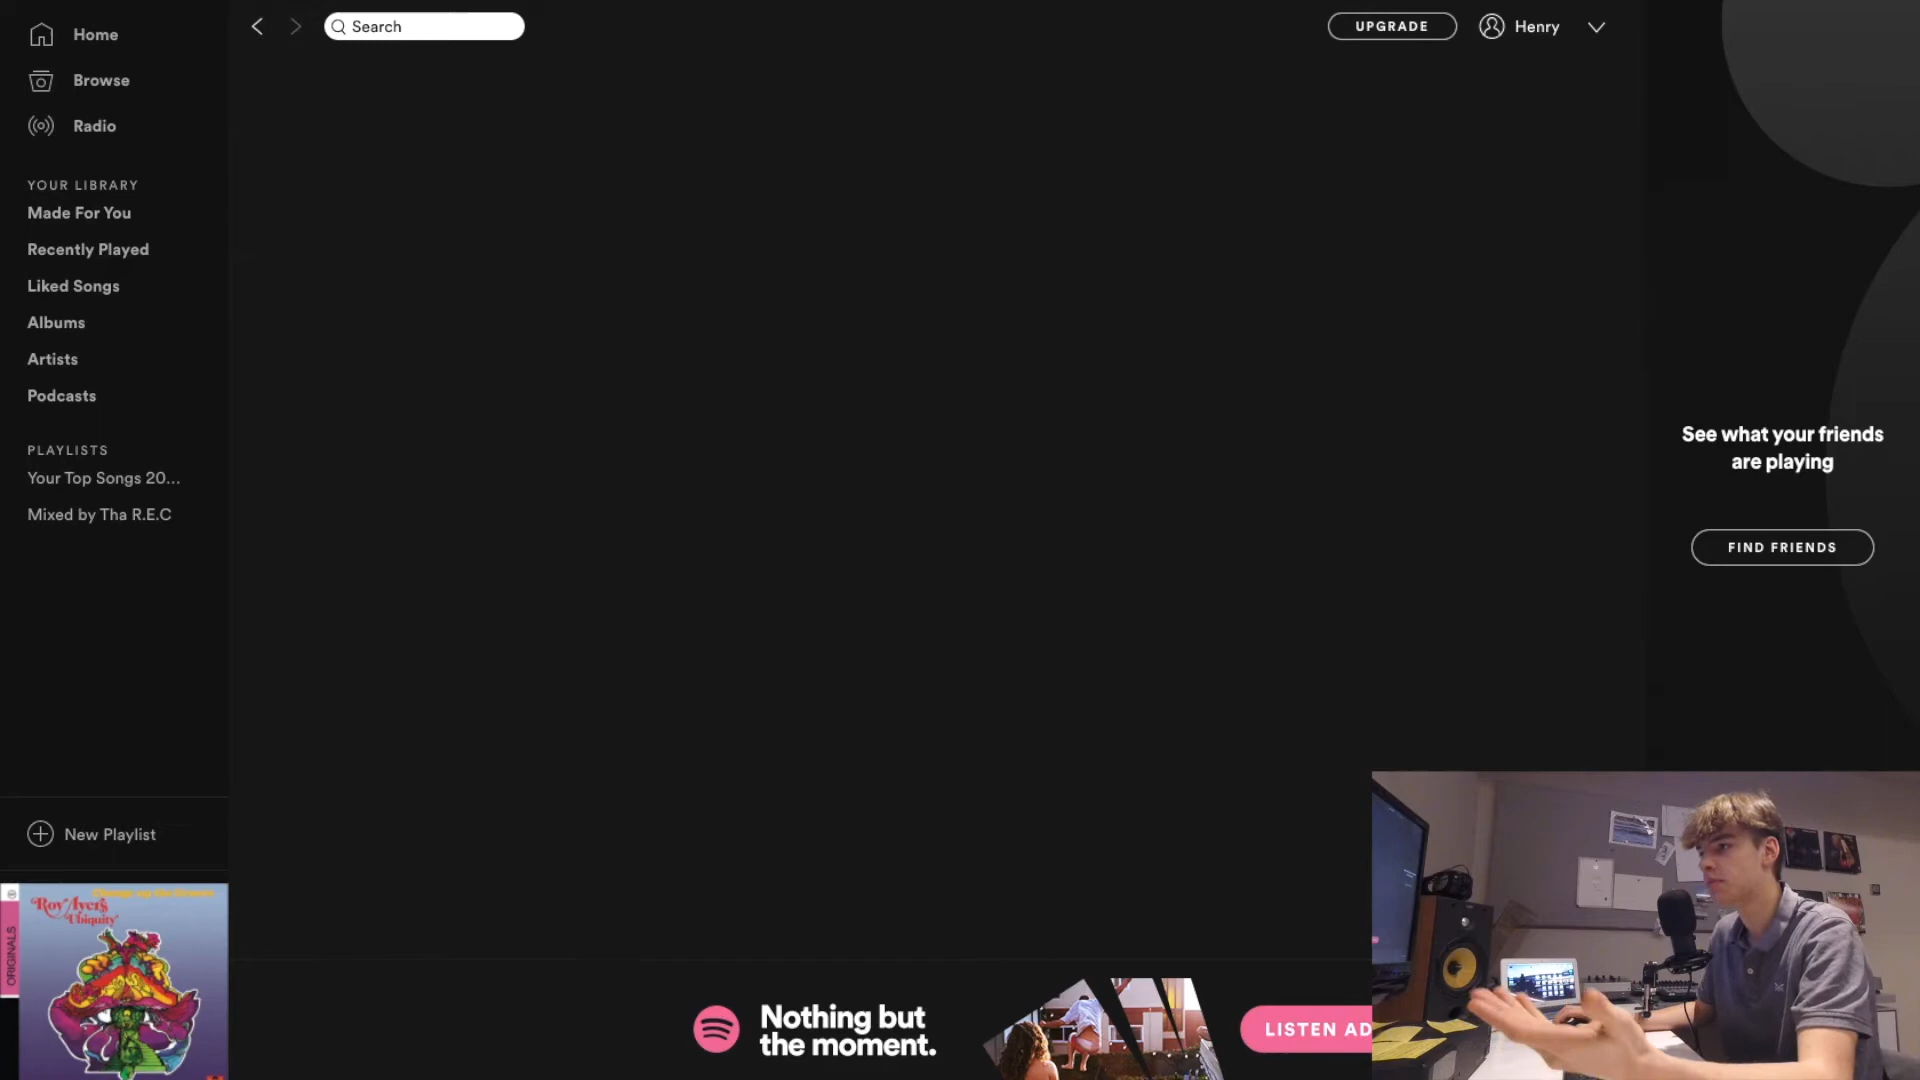 Home
Browse
Radio
YOUR LIBRARY
Made For You
Recently Played
Liked Songs
Albums
Artists
Podcasts
PLAYLISTS
Your Top Songs 20...
Mixed by Tha R.E.C
New Playlist
Roy Ayers
Ubiquity
ORIGINALS
Search
UPGRADE
Henry
See what your friends
are playing
FIND FRIENDS
Nothing but
the moment.
LISTEN AD